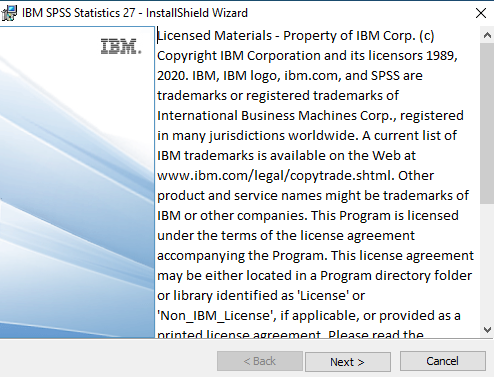 IBM SPSS Statistics 27 - InstallShield Wizard
IBM.
Licensed Materials - Property of IBM Corp. (c)
Copyright IBM Corporation and its licensors 1989,
2020. IBM, IBM logo, ibm.com, and SPSS are
trademarks or registered trademarks of
International Business Machines Corp., registered
in many jurisdictions worldwide. A current list of
IBM trademarks is available on the Web at
www.ibm.com/legal/copytrade.shtml. Other
product and service names might be trademarks of
IBM or other companies. This Program is licensed
under the terms of the license agreement
accompanying the Program. This license agreement
may be either located in a Program directory folder
or library identified as 'License' or
'Non_IBM_License', if applicable, or provided as a
printed license agreement. Please read the
< Back
Next >
Cancel